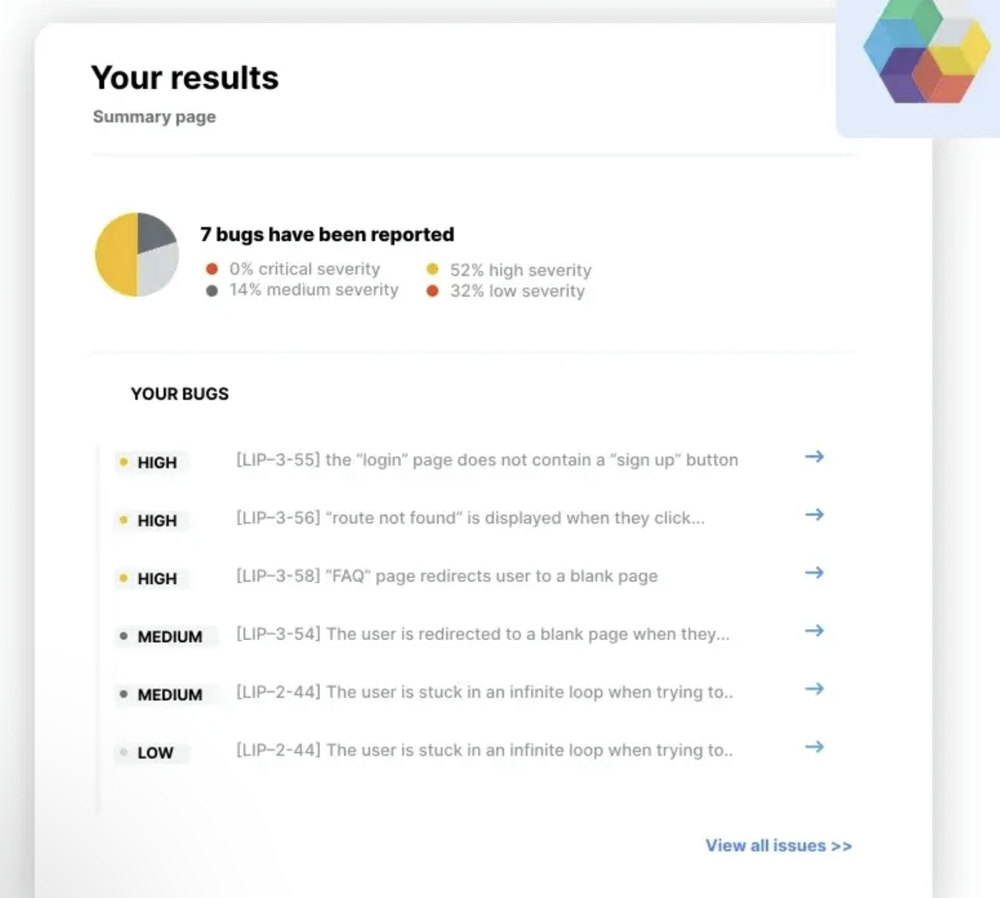 Your results
Summary page
7 bugs have been reported
0% critical severity 52% high severity
14% medium severity 32% low severity
YOUR BUGS
HIGH [LIP–3-55] the “login” page does not contain a “sign up” button →
HIGH [LIP–3-56] “route not found” is displayed when they click... →
HIGH [LIP–3-58] “FAQ” page redirects user to a blank page →
MEDIUM [LIP–3-54] The user is redirected to a blank page when they... →
MEDIUM [LIP–2-44] The user is stuck in an infinite loop when trying to.. →
LOW [LIP–2-44] The user is stuck in an infinite loop when trying to.. →
View all issues >>